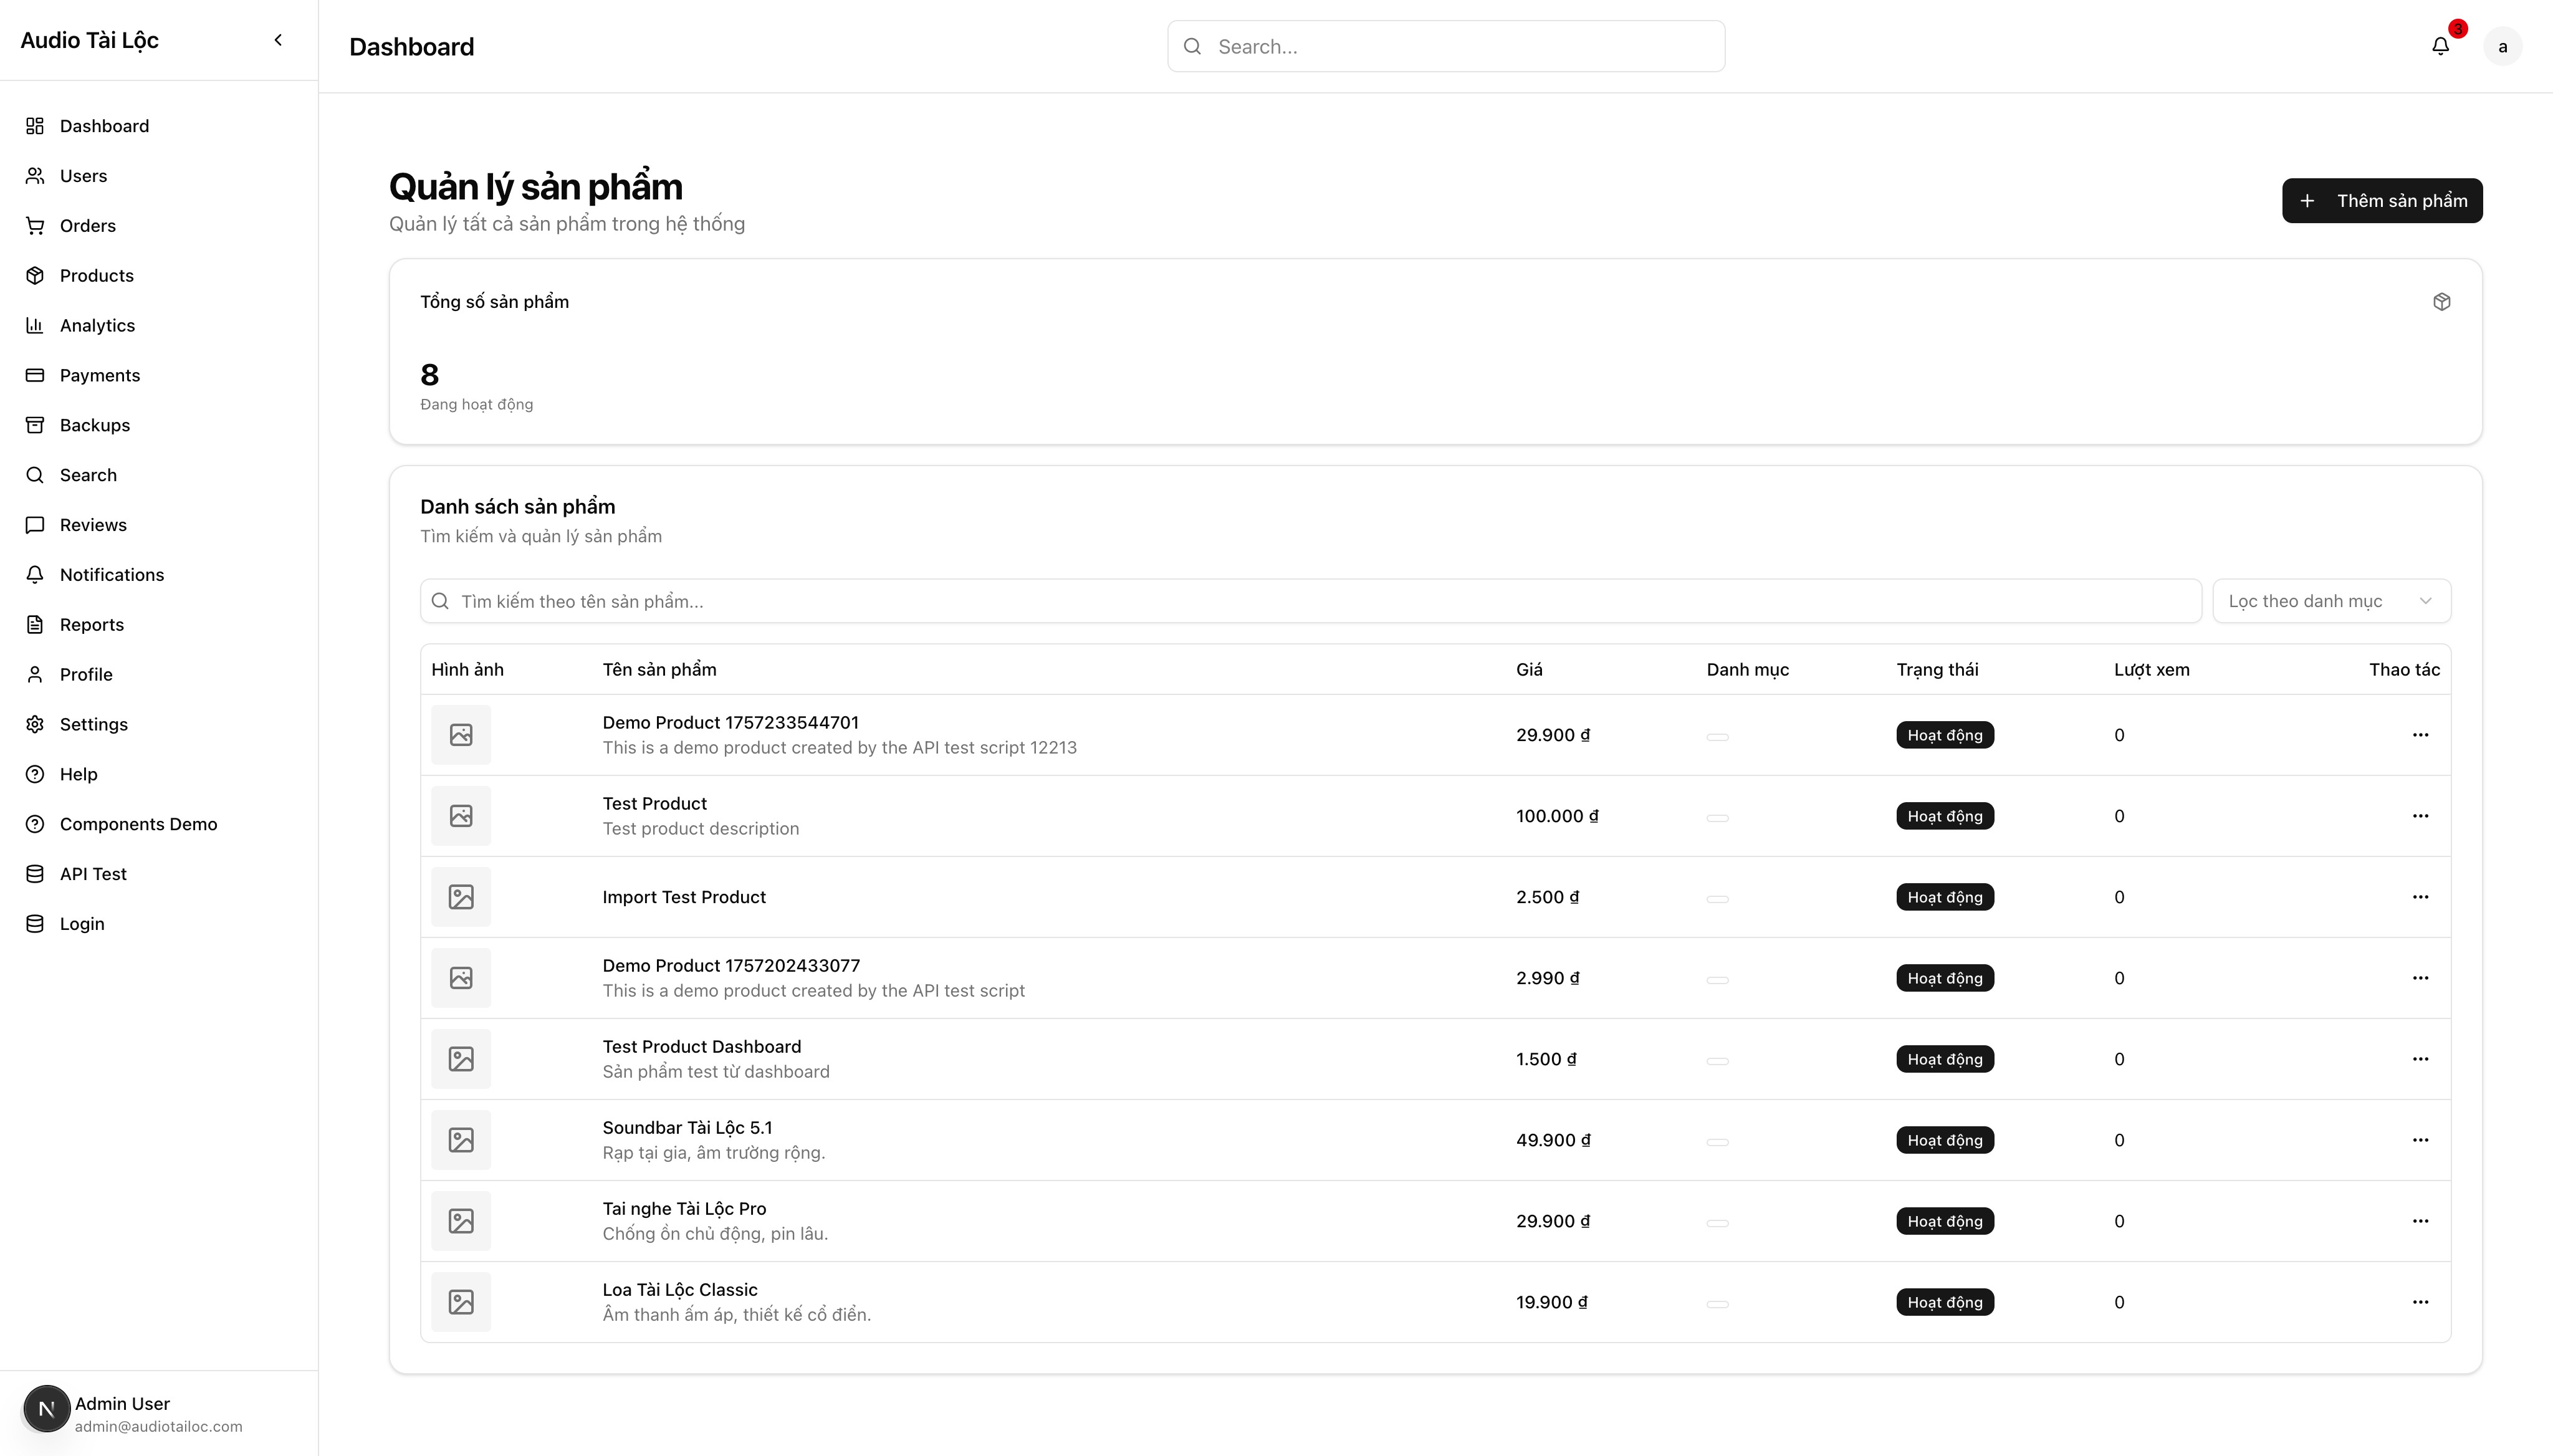 Audio Tài Lộc
Dashboard
Search...
3
a
Dashboard
Users
Orders
Products
Analytics
Payments
Backups
Search
Reviews
Notifications
Reports
Profile
Settings
Help
Components Demo
API Test
Login
N
Admin User
admin@audiotailoc.com
Quản lý sản phẩm
Quản lý tất cả sản phẩm trong hệ thống
Thêm sản phẩm
Tổng số sản phẩm
8
Đang hoạt động
Danh sách sản phẩm
Tìm kiếm và quản lý sản phẩm
Tìm kiếm theo tên sản phẩm...
Lọc theo danh mục
Hình ảnh Tên sản phẩm Giá Danh mục Trạng thái Lượt xem Thao tác
Demo Product 1757233544701
This is a demo product created by the API test script 12213
29.900 ₫ Hoạt động 0
Test Product
Test product description
100.000 ₫ Hoạt động 0
Import Test Product 2.500 ₫ Hoạt động 0
Demo Product 1757202433077
This is a demo product created by the API test script
2.990 ₫ Hoạt động 0
Test Product Dashboard
Sản phẩm test từ dashboard
1.500 ₫ Hoạt động 0
Soundbar Tài Lộc 5.1
Rạp tại gia, âm trường rộng.
49.900 ₫ Hoạt động 0
Tai nghe Tài Lộc Pro
Chống ồn chủ động, pin lâu.
29.900 ₫ Hoạt động 0
Loa Tài Lộc Classic
Âm thanh ấm áp, thiết kế cổ điển.
19.900 ₫ Hoạt động 0